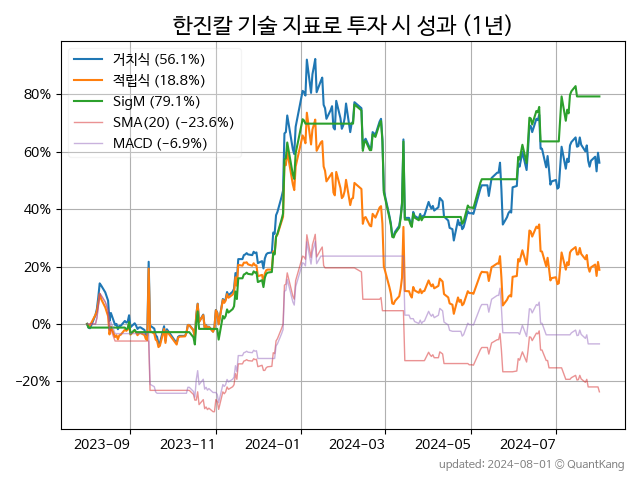 한진칼 기술 지표로 투자 시 성과 (1년)
거치식 (56.1%)
적립식 (18.8%)
SigM (79.1%)
SMA(20) (−23.6%)
MACD (−6.9%)
80%
60%
40%
20%
0%
−20%
2023-09 2023-11 2024-01 2024-03 2024-05 2024-07
updated: 2024-08-01 © QuantKang